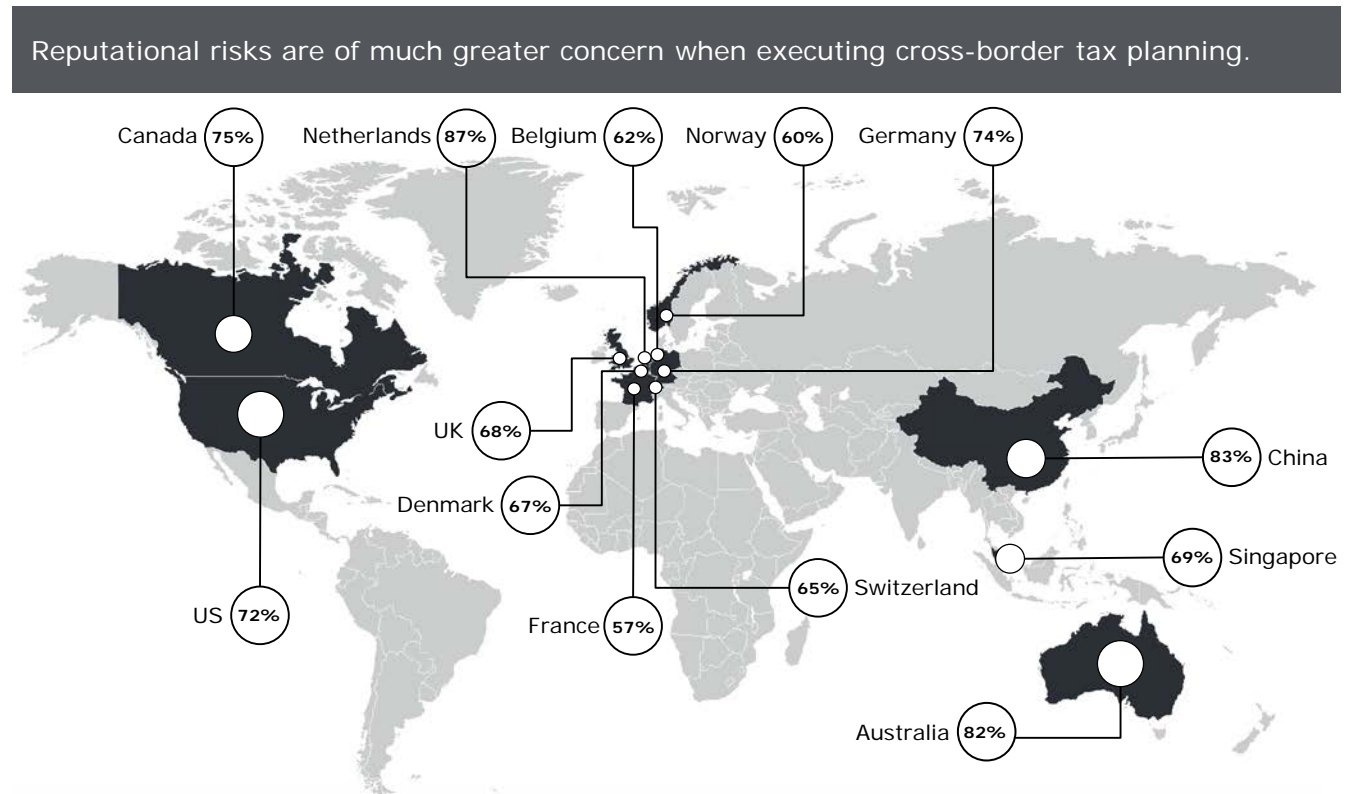 Reputational risks are of much greater concern when executing cross-border tax planning.
Canada 75%
Netherlands 87%
Belgium 62%
Norway 60%
Germany 74%
UK 68%
China 83%
Denmark 67%
Singapore 69%
Switzerland 65%
US 72%
France 57%
Australia 82%